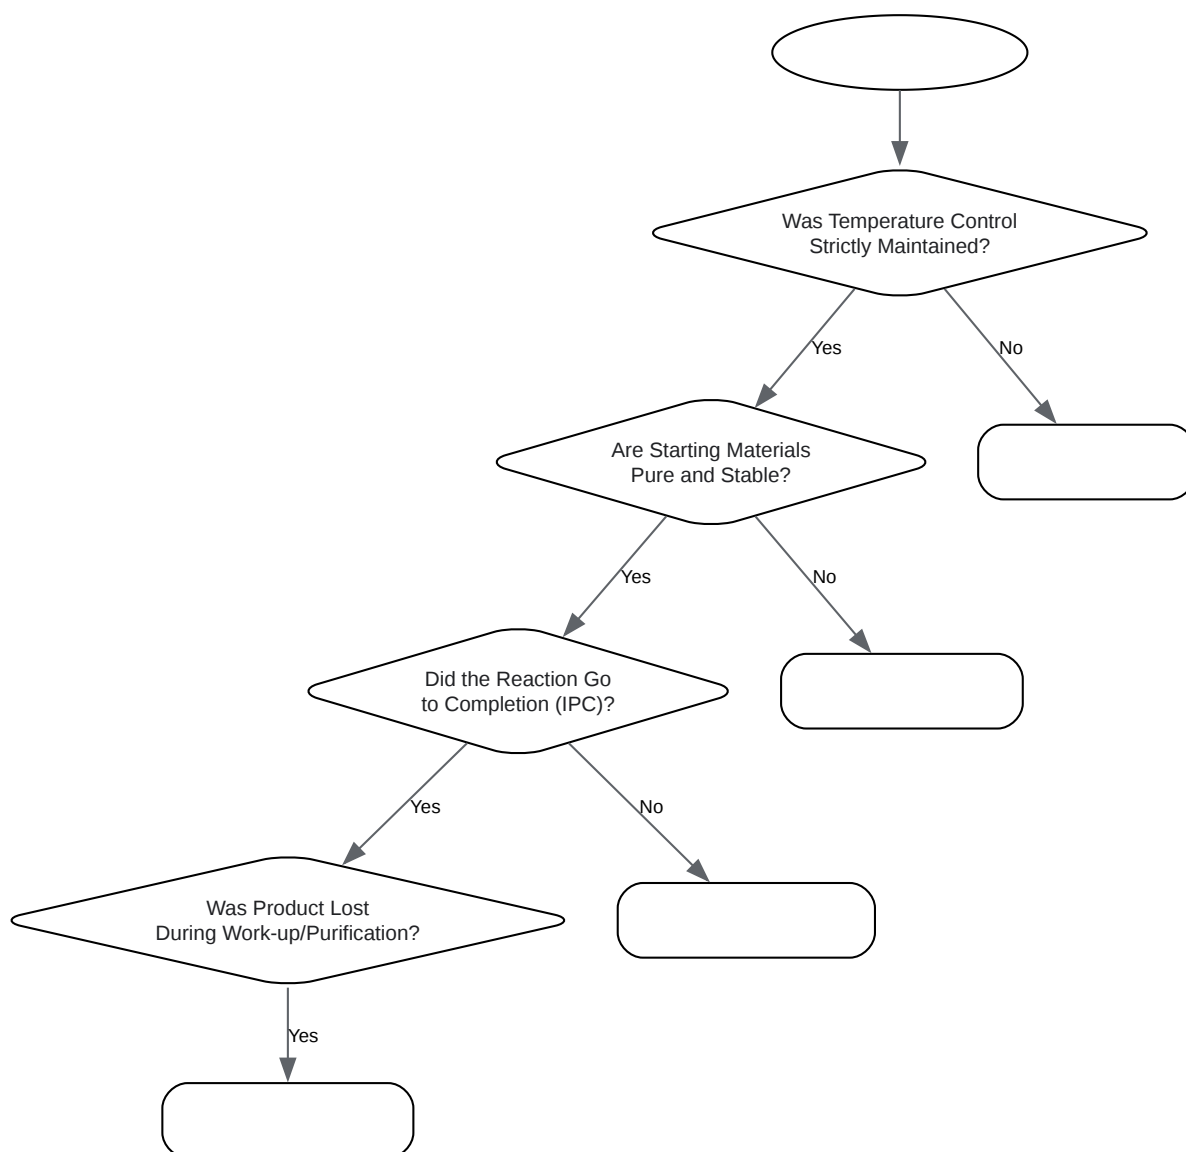 Was Temperature Control
Strictly Maintained?
Yes
No
Are Starting Materials
Pure and Stable?
Yes
No
Did the Reaction Go
to Completion (IPC)?
Yes
No
Was Product Lost
During Work-up/Purification?
Yes